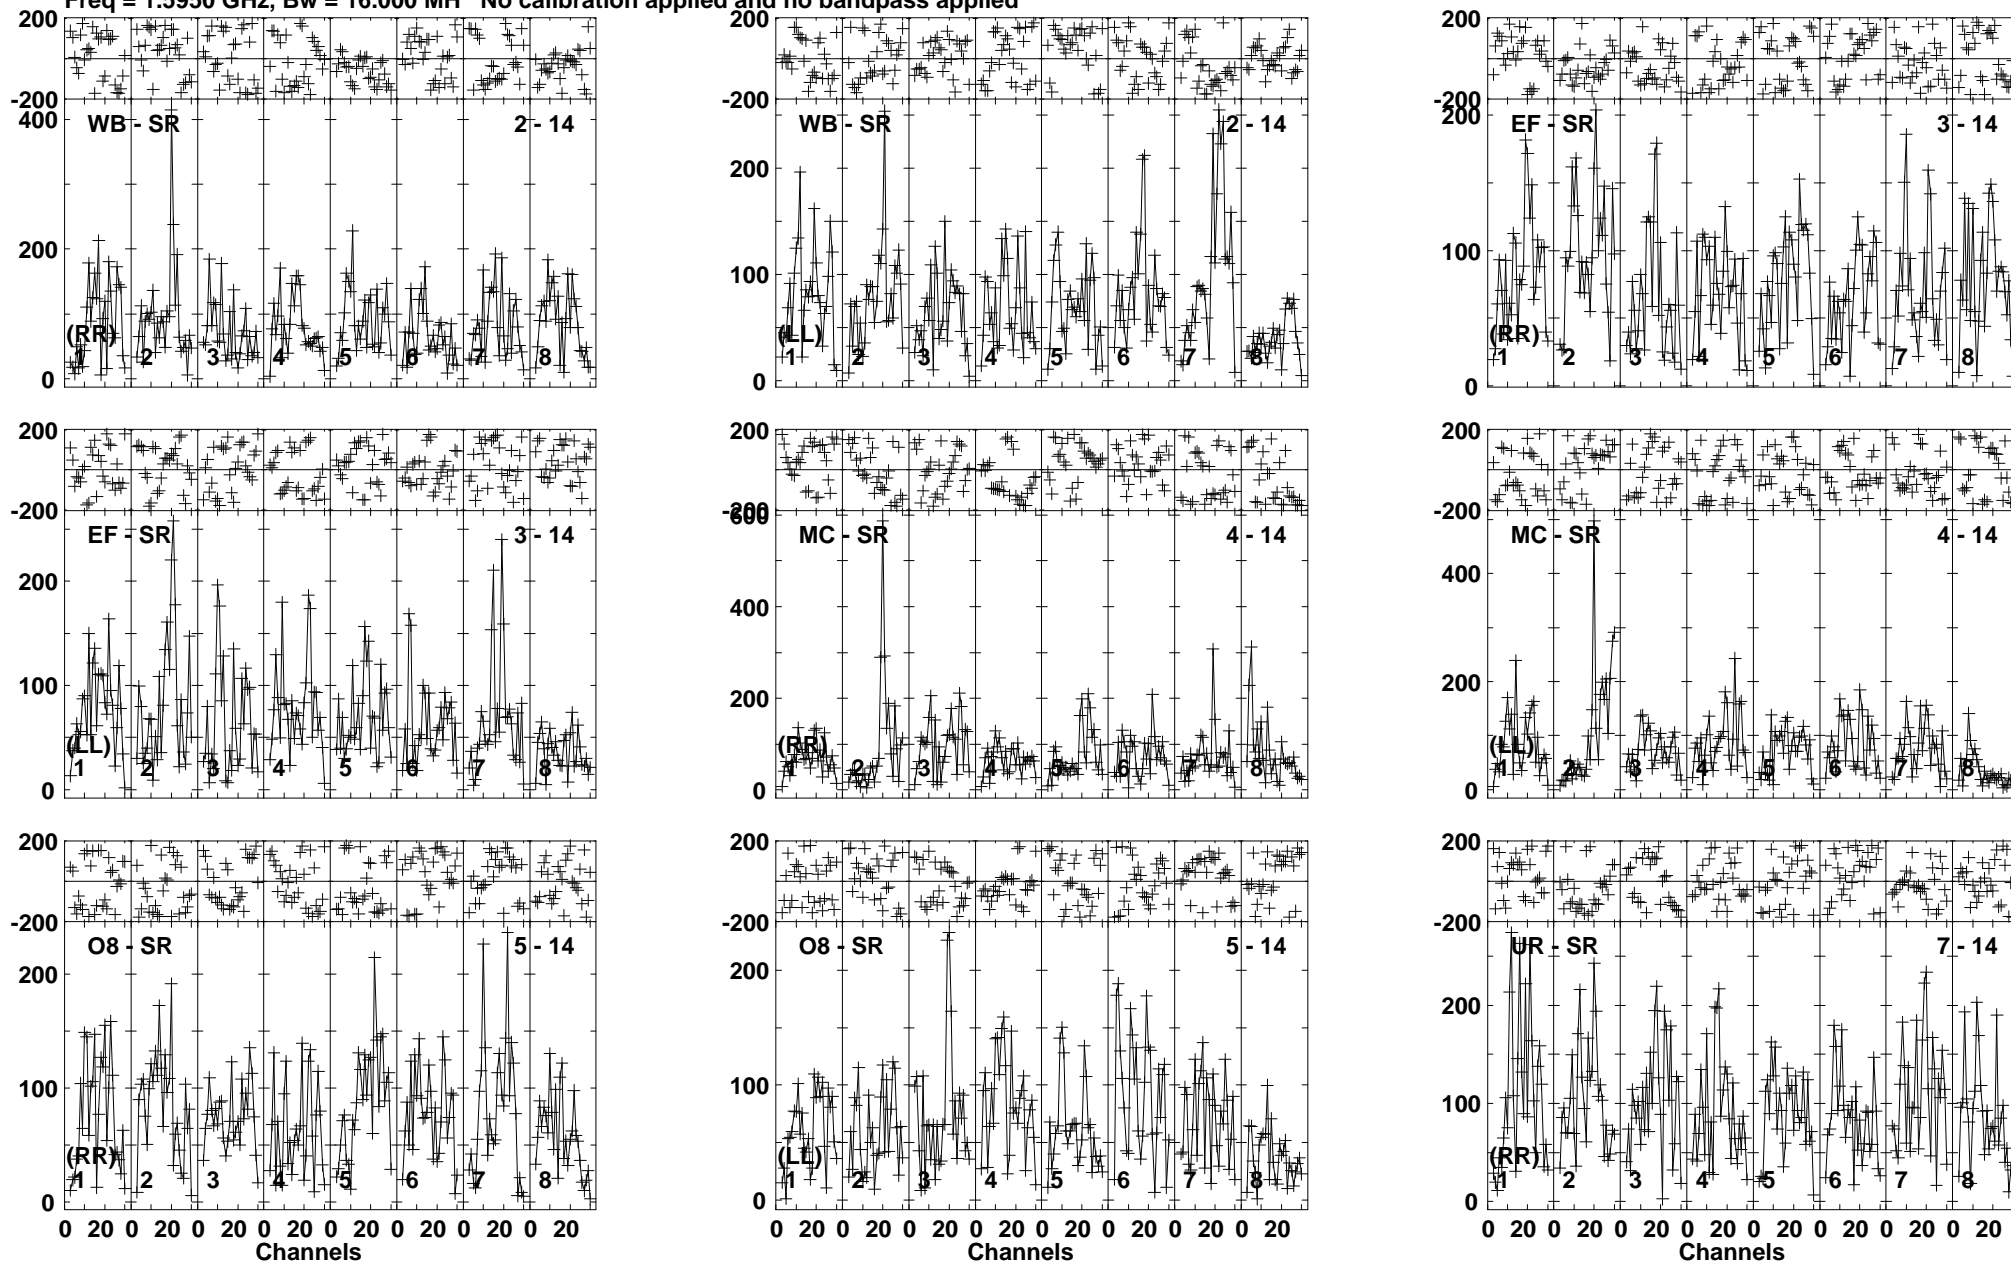 Freq = 1.5950 GHz, Bw = 16.000 MH No calibration applied and no bandpass applied
200 200 200
-200 -200 -200
400 WB - SR 2 - 14 WB - SR 2 - 14 200 EF - SR 3 - 14
200 200 100
100
(RR) (LL) (RR)
1 2 3 4 5 6 7 8 1 2 3 4 5 6 7 8 1 2 3 4 5 6 7 8
0 0 0
200 200 200
-200 -200 -200
600
EF - SR 3 - 14 MC - SR 4 - 14 MC - SR 4 - 14
200 400 400
100 200 200
(LL) (RR) (LL)
1 2 3 4 5 6 7 8 1 2 3 4 5 6 7 8 1 2 3 4 5 6 7 8
0 0 0
200 200 200
-200 -200 -200
O8 - SR 5 - 14 O8 - SR 5 - 14 UR - SR 7 - 14
200 200 200
100 100 100
(RR) (LL) (RR)
1 2 3 4 5 6 7 8 1 2 3 4 5 6 7 8 1 2 3 4 5 6 7 8
0 0 0
0 20 0 20 0 20 0 20 0 20 0 20 0 20 0 20 0 20 0 20 0 20 0 20 0 20 0 20 0 20 0 20 0 20 0 20 0 20 0 20 0 20 0 20 0 20 0 20
Channels Channels Channels